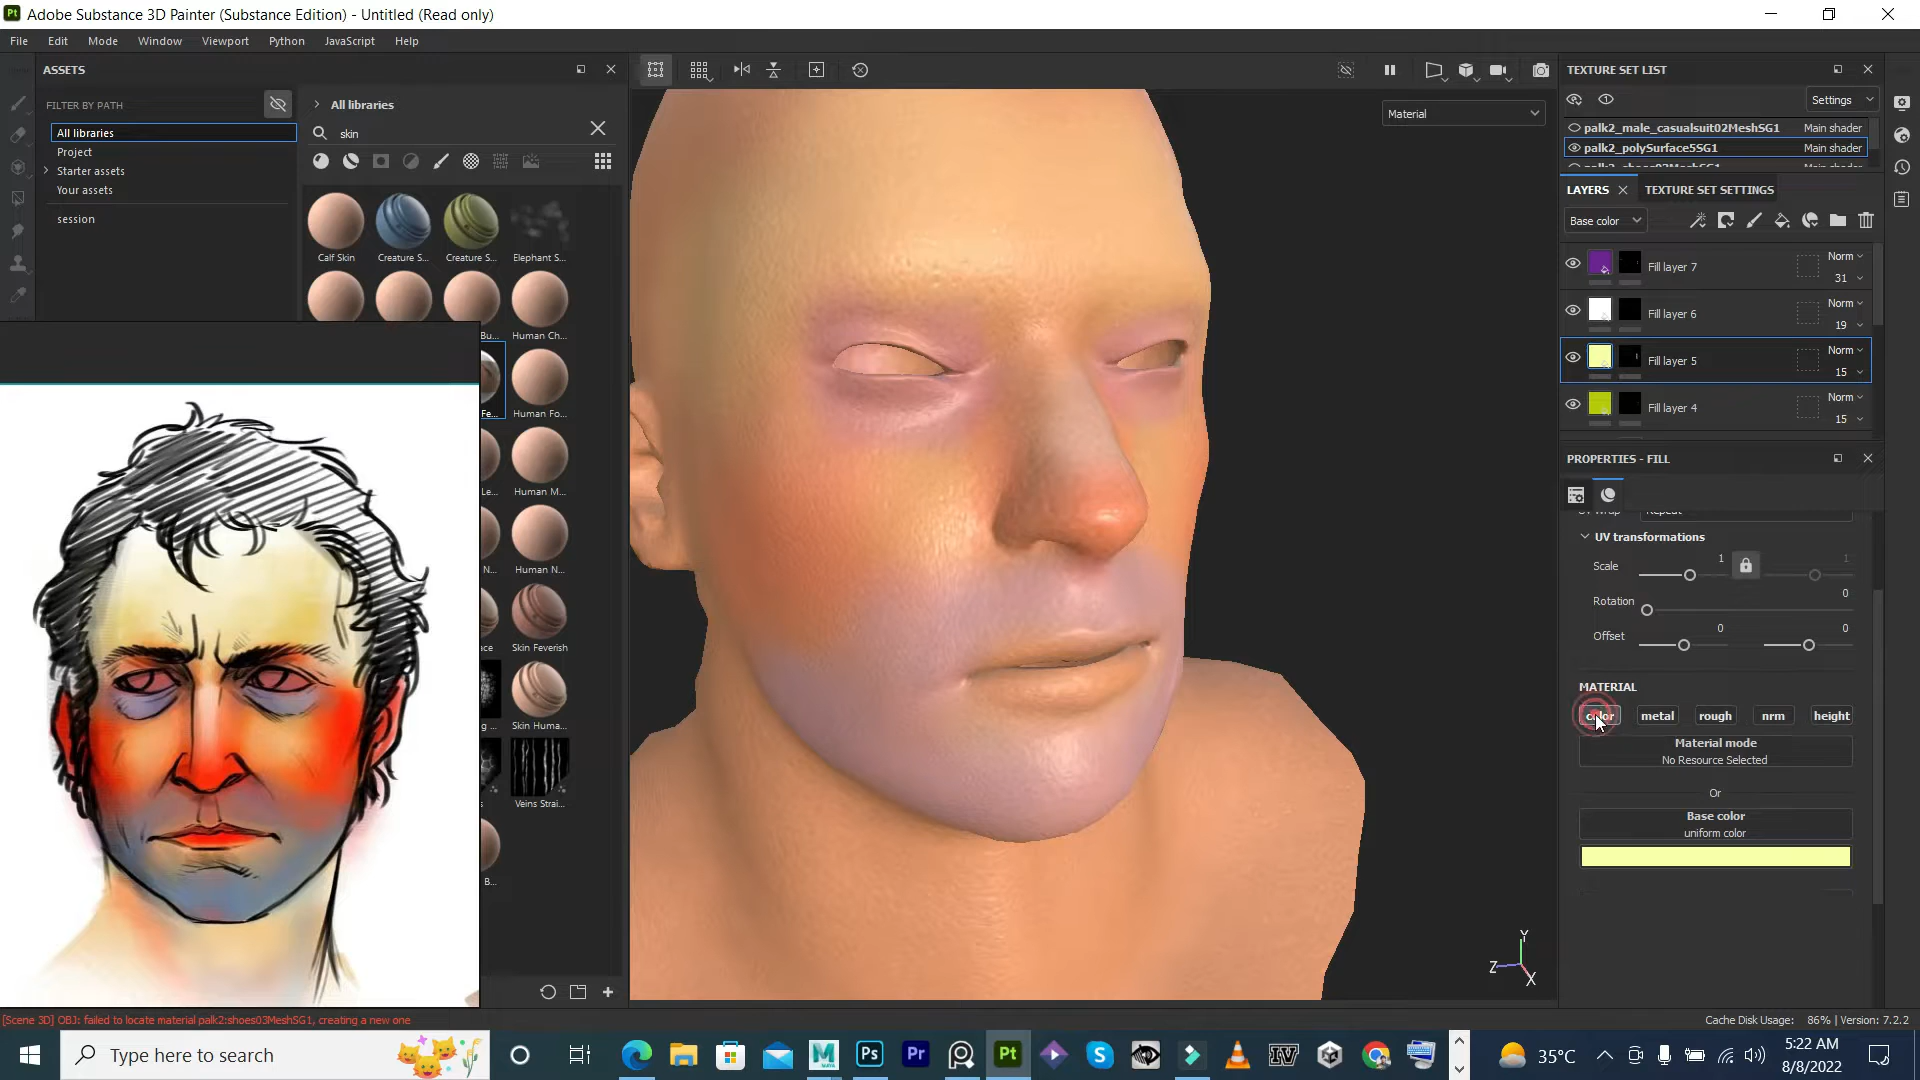 Adobe Substance 3D Painter (Substance Edition) - Untitled (Read only)
File Edit Mode Window Viewport Python JavaScript Help
ASSETS
FILTER BY PATH
All libraries
Project
Starter assets
Your assets
session
All libraries
skin
Calf Skin
Creature S...
Creature S...
Elephant S...
Bu...
Human Ch...
Fe...
Human Fo...
Le...
Human M...
N...
Human N...
ace
Skin Feverish
g ...
Skin Huma...
s
Veins Strai...
B...
Material
TEXTURE SET LIST
Settings
palk2_male_casualsuit02MeshSG1 Main shader
palk2_polySurface5SG1 Main shader
LAYERS
TEXTURE SET SETTINGS
Base color
Fill layer 7
Norm
31
Fill layer 6
Norm
19
Fill layer 5
Norm
15
Fill layer 4
Norm
15
PROPERTIES - FILL
UV transformations
Scale 1 1
Rotation 0
Offset 0 0
MATERIAL
color metal rough nrm height
Material mode
No Resource Selected
Or
Base color
uniform color
Y
Z
X
[Scene 3D] OBJ: failed to locate material palk2:shoes03MeshSG1, creating a new one
Cache Disk Usage: 86% | Version: 7.2.2
Type here to search
35°C
5:22 AM
8/8/2022